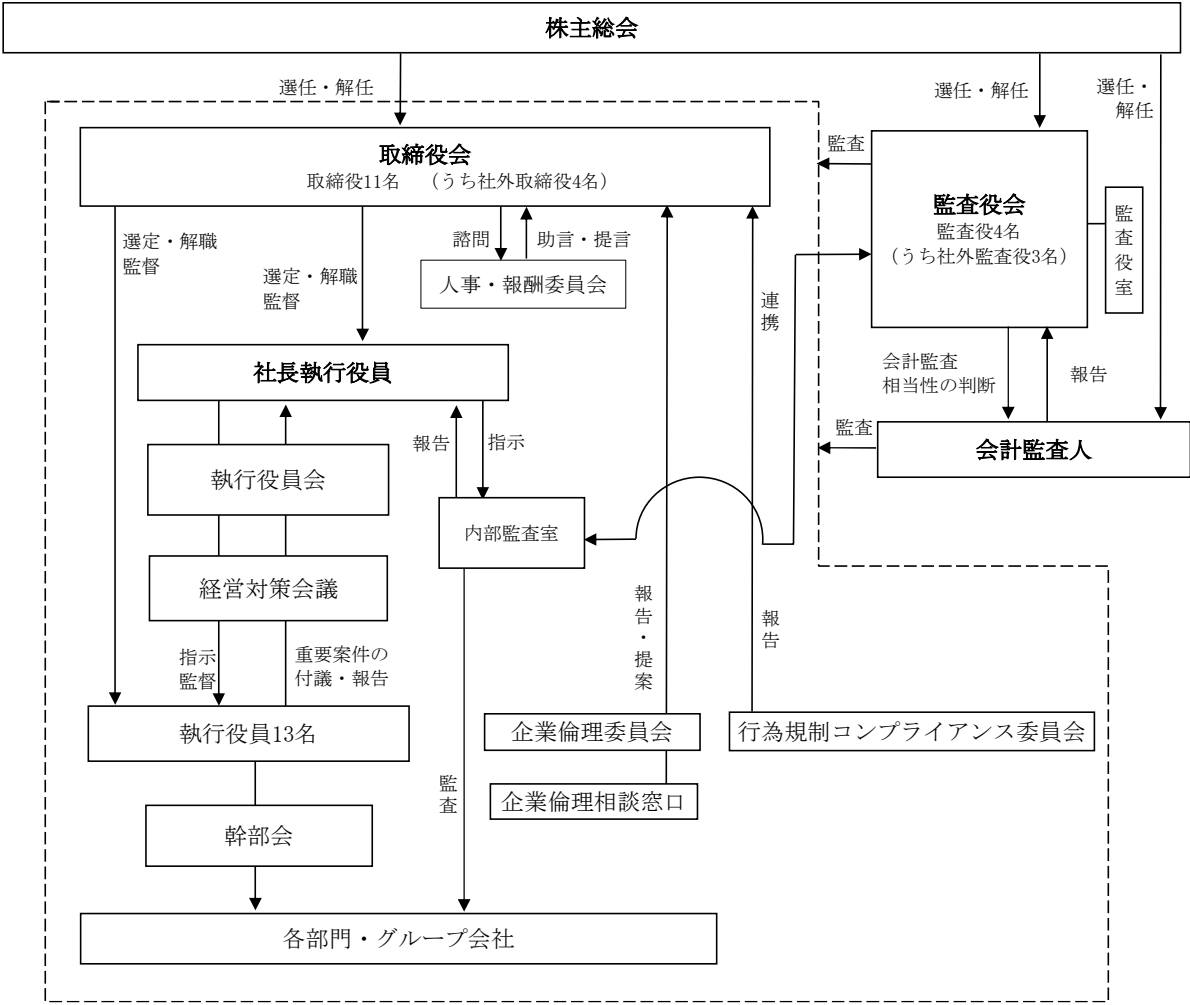 株主総会
選任・解任
選任・解任
選任・
解任
取締役会
取締役11名　（うち社外取締役4名）
監査
監査役会
監査役4名
（うち社外監査役3名）
監査役室
選定・解職
監督
選定・解職
監督
諮問
助言・提言
人事・報酬委員会
連携
社長執行役員
会計監査
相当性の判断
報告
報告
指示
監査
会計監査人
執行役員会
内部監査室
経営対策会議
報告・提案
報告
指示
監督
重要案件の
付議・報告
執行役員13名
企業倫理委員会
行為規制コンプライアンス委員会
監査
企業倫理相談窓口
幹部会
各部門・グループ会社